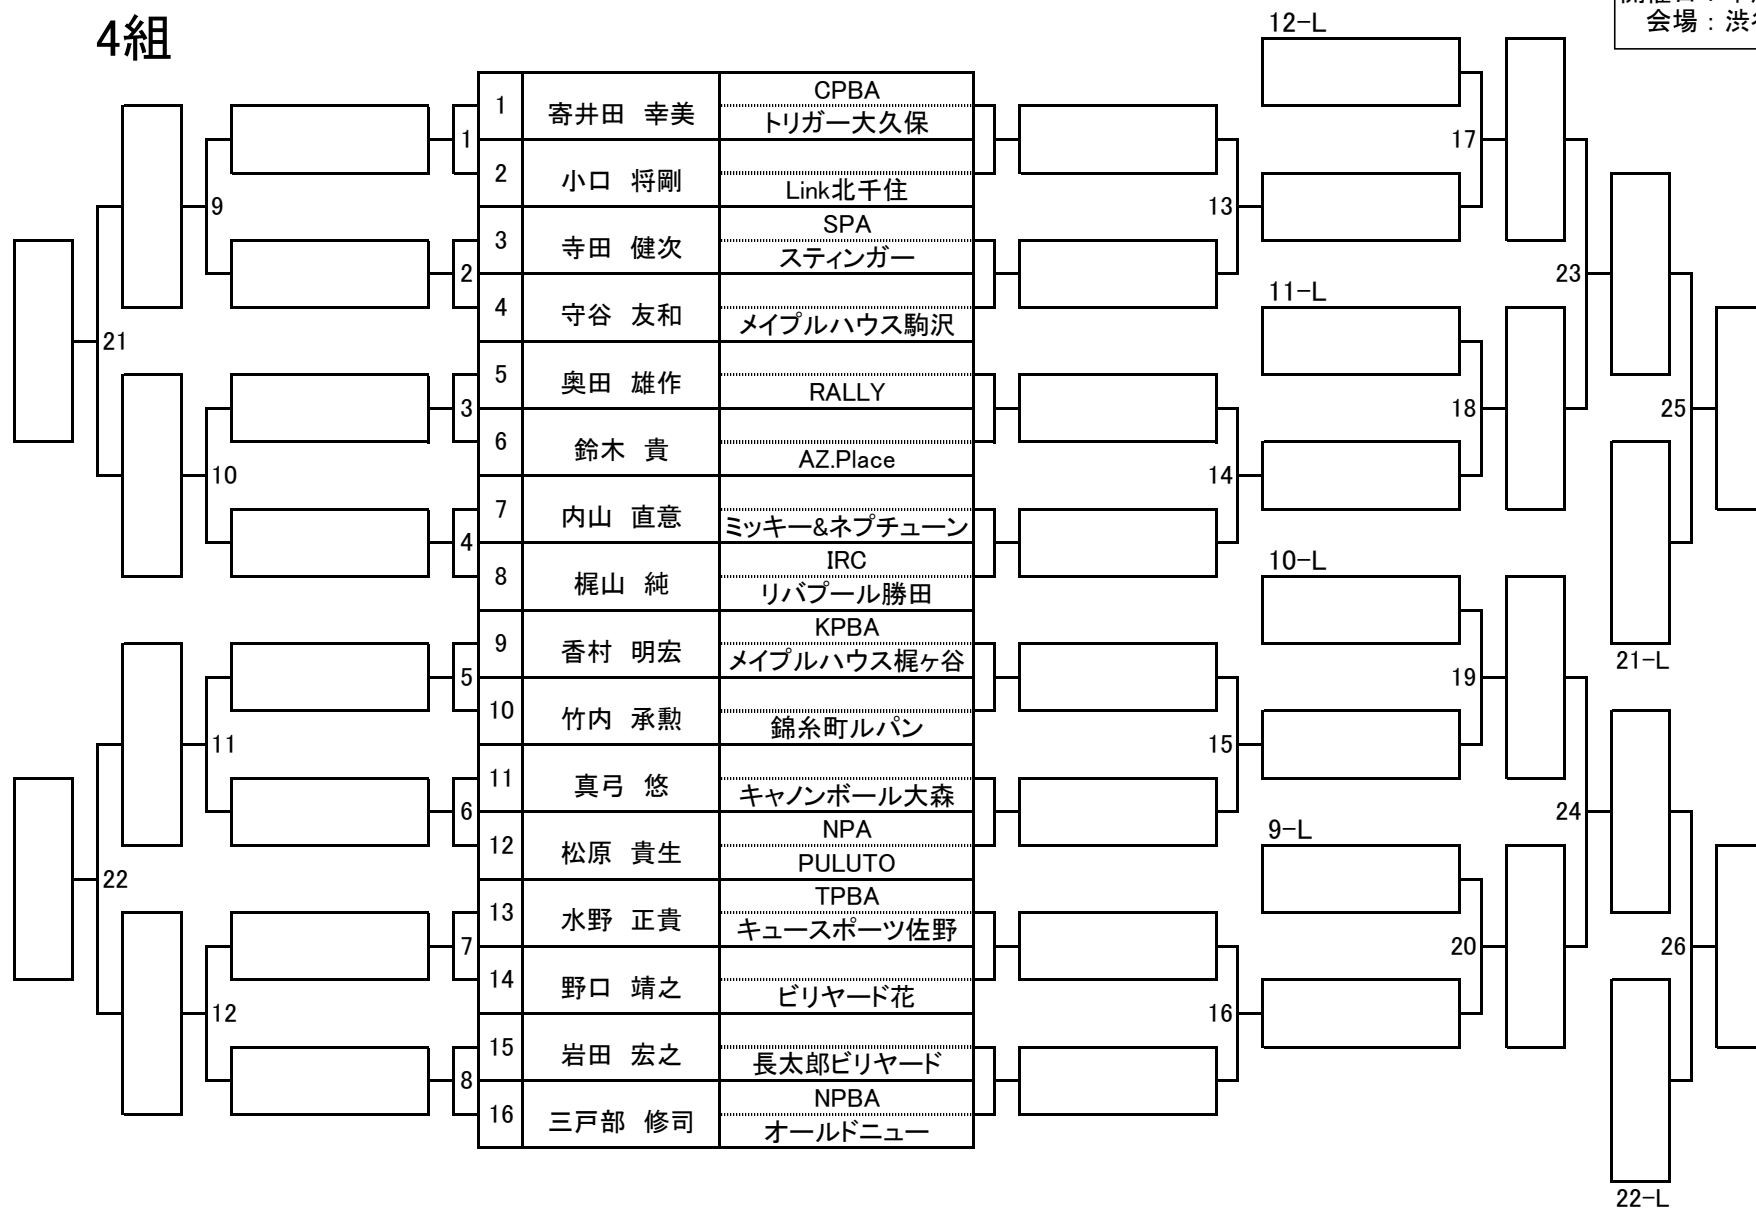 4組
会場：渋
12-L
1 寄井田 幸美 CPBA
トリガー大久保
1
17
2 小口 将剛 Link北千住
9
13
3 寺田 健次 SPA
スティンガー
2
23
11-L
4 守谷 友和 メイプルハウス駒沢
21
5 奥田 雄作 RALLY
3
18
25
6 鈴木 貴 AZ.Place
10
14
7 内山 直意 ミッキー&ネプチューン
4
10-L
8 梶山 純 IRC
リバプール勝田
9 香村 明宏 KPBA
メイプルハウス梶ヶ谷
21-L
5
19
10 竹内 承勲 錦糸町ルパン
11
15
11 真弓 悠 キャノンボール大森
6
24
9-L
12 松原 貴生 NPA
PULUTO
22
13 水野 正貴 TPBA
キュースポーツ佐野
7
20
26
14 野口 靖之 ビリヤード花
12
16
15 岩田 宏之 長太郎ビリヤード
8
16 三戸部 修司 NPBA
オールドニュー
22-L